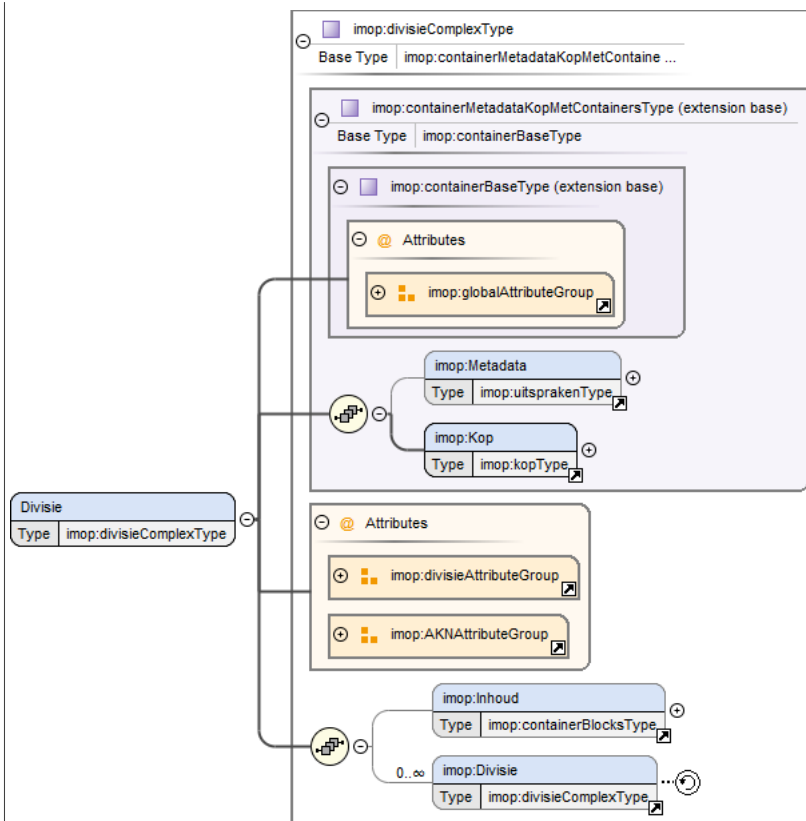 imop:divisieComplexType
Base Type imop:containerMetadataKopMetContaine ...
imop:containerMetadataKopMetContainersType (extension base)
Base Type imop:containerBaseType
imop:containerBaseType (extension base)
@ Attributes
imop:globalAttributeGroup
imop:Metadata
Type imop:uitsprakenType
imop:Kop
Type imop:kopType
Divisie
Type imop:divisieComplexType
@ Attributes
imop:divisieAttributeGroup
imop:AKNAttributeGroup
imop:Inhoud
Type imop:containerBlocksType
0..∞
imop:Divisie
Type imop:divisieComplexType